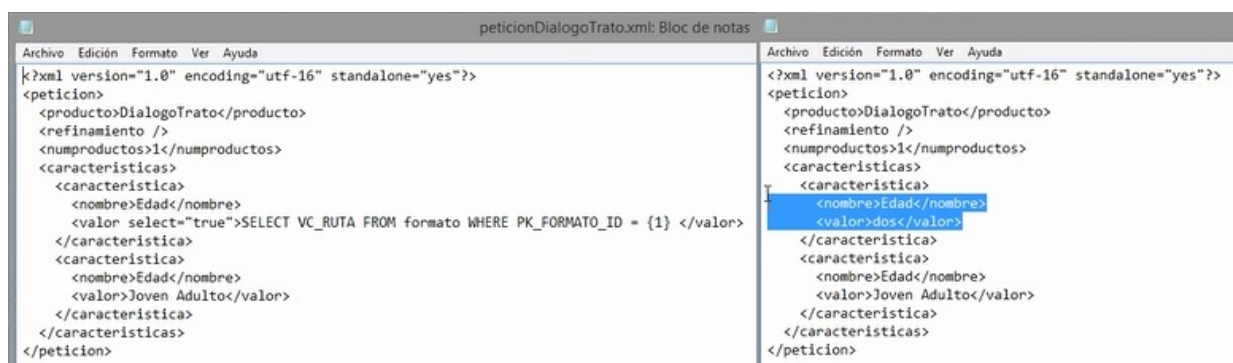 peticionDialogoTrato.xml: Bloc de notas
Archivo Edición Formato Ver Ayuda
<?xml version="1.0" encoding="utf-16" standalone="yes"?>
<peticion>
<producto>DialogoTrato</producto>
<refinamiento />
<numproductos>1</numproductos>
<caracteristicas>
<caracteristica>
<nombre>Edad</nombre>
<valor select="true">SELECT VC_RUTA FROM formato WHERE PK_FORMATO_ID = {1} </valor>
</caracteristica>
<caracteristica>
<nombre>Edad</nombre>
<valor>Joven Adulto</valor>
</caracteristica>
</caracteristicas>
</peticion>
Archivo Edición Formato Ver Ayuda
<?xml version="1.0" encoding="utf-16" standalone="yes"?>
<peticion>
<producto>DialogoTrato</producto>
<refinamiento />
<numproductos>1</numproductos>
<caracteristicas>
<caracteristica>
<nombre>Edad</nombre>
<valor>dos</valor>
</caracteristica>
<caracteristica>
<nombre>Edad</nombre>
<valor>Joven Adulto</valor>
</caracteristica>
</caracteristicas>
</peticion>